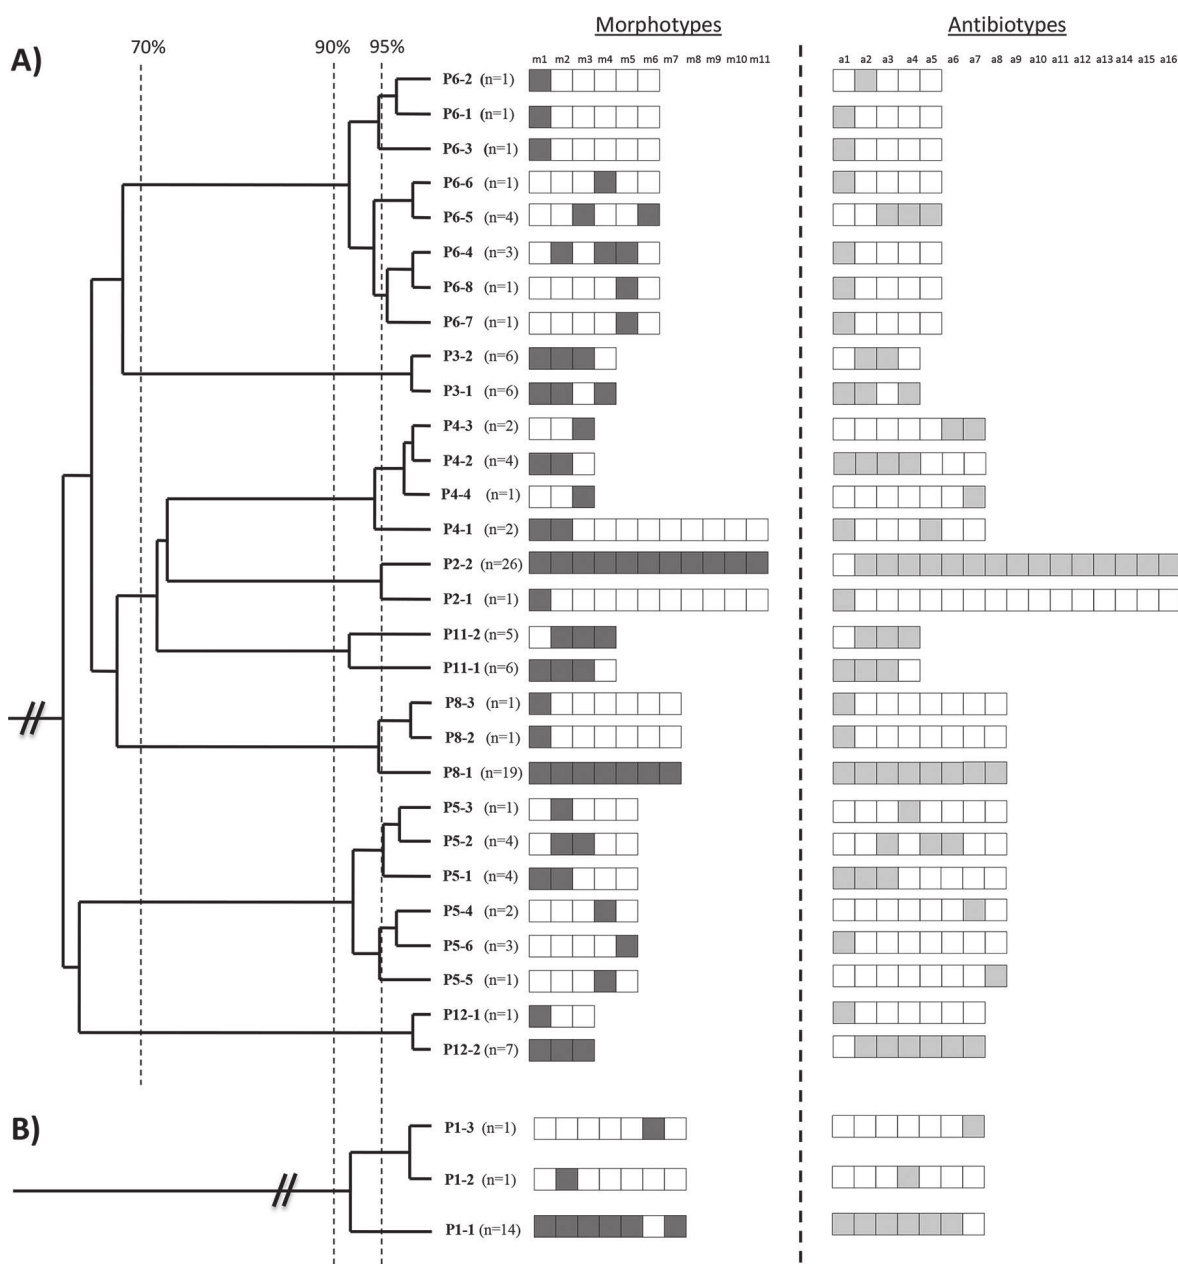 Morphotypes Antibiotypes
A) 70% 90% 95% m1 m2 m3 m4 m5 m6 m7 m8 m9 m10 m11 a1 a2 a3 a4 a5 a6 a7 a8 a9 a10 a11 a12 a13 a14 a15 a16
P6-2 (n=1)
P6-1 (n=1)
P6-3 (n=1)
P6-6 (n=1)
P6-5 (n=4)
P6-4 (n=3)
P6-8 (n=1)
P6-7 (n=1)
P3-2 (n=6)
P3-1 (n=6)
P4-3 (n=2)
P4-2 (n=4)
P4-4 (n=1)
P4-1 (n=2)
P2-2 (n=26)
P2-1 (n=1)
P11-2 (n=5)
P11-1 (n=6)
P8-3 (n=1)
P8-2 (n=1)
P8-1 (n=19)
P5-3 (n=1)
P5-2 (n=4)
P5-1 (n=4)
P5-4 (n=2)
P5-6 (n=3)
P5-5 (n=1)
P12-1 (n=1)
P12-2 (n=7)
B)
P1-3 (n=1)
P1-2 (n=1)
P1-1 (n=14)